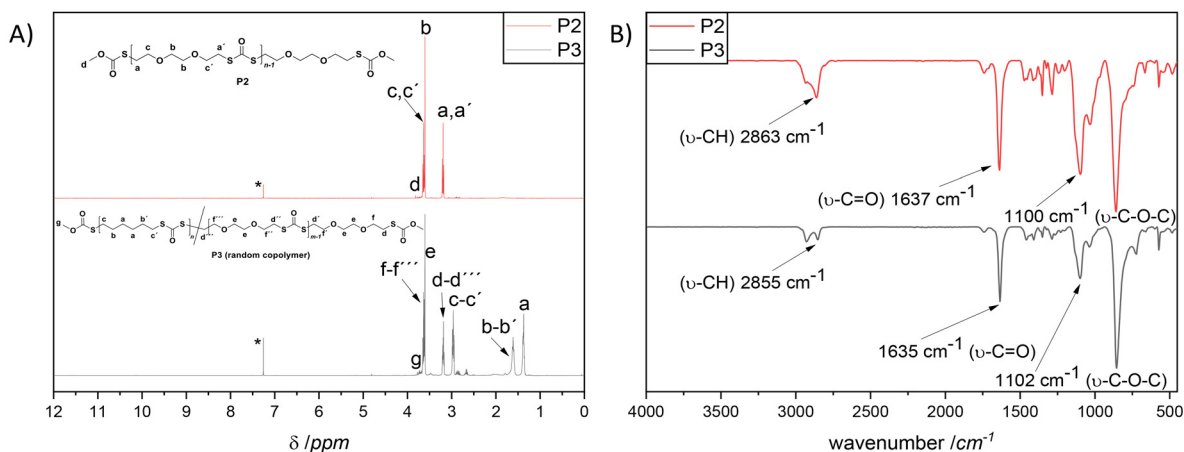 A)
P2
P3
b
c b a´ O
O S O O S S O O S O
d O a b c´ n-1 O
P2
c,c´
a,a´
d
*
g O S c a b´ S S f´´´ e d´´ O d´ e f O
O b a c´ O n d´´´ O e O f´´ S S m-1 f´ O e O d S O
P3 (random copolymer)
e
f-f´´´
d-d´´´
c-c´
a
b-b´
*
g
12 11 10 9 8 7 6 5 4 3 2 1 0
δ /ppm
B)
P2
P3
(υ-CH) 2863 cm-1
(υ-C=O) 1637 cm-1
1100 cm-1 (υ-C-O-C)
(υ-CH) 2855 cm-1
1635 cm-1 (υ-C=O)
1102 cm-1 (υ-C-O-C)
4000 3500 3000 2500 2000 1500 1000 500
wavenumber /cm-1